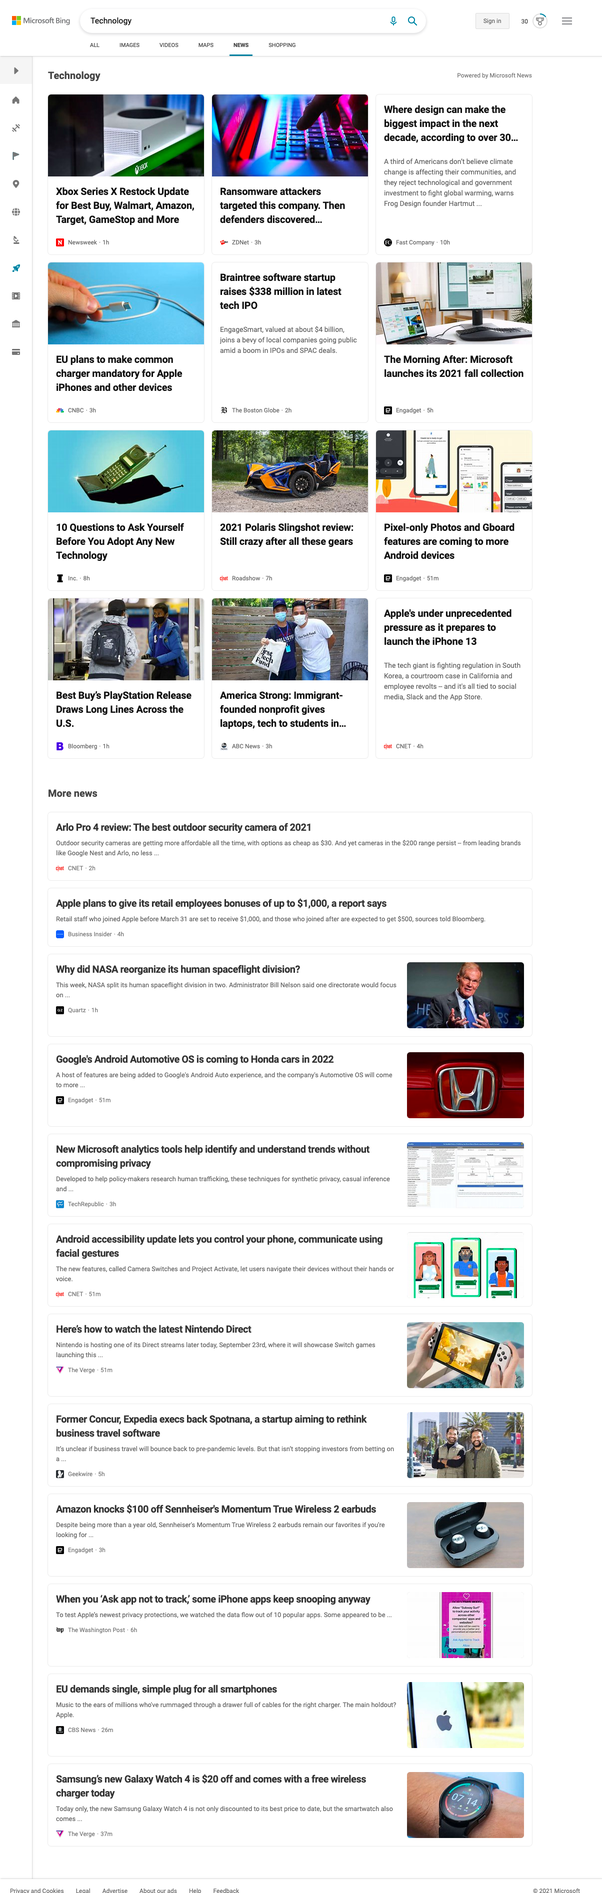 Microsoft Bing
Technology
Sign in
30
ALL
IMAGES
VIDEOS
MAPS
NEWS
SHOPPING
Technology
Powered by Microsoft News
Xbox Series X Restock Update
for Best Buy, Walmart, Amazon,
Target, GameStop and More
Newsweek · 1h
Ransomware attackers
targeted this company. Then
defenders discovered...
ZDNet · 3h
Where design can make the
biggest impact in the next
decade, according to over 30...
A third of Americans don't believe climate
change is affecting their communities, and
they reject technological and government
investment to fight global warming, warns
Frog Design founder Hartmut ...
Fast Company · 10h
EU plans to make common
charger mandatory for Apple
iPhones and other devices
CNBC · 3h
Braintree software startup
raises $338 million in latest
tech IPO
EngageSmart, valued at about $4 billion,
joins a bevy of local companies going public
amid a boom in IPOs and SPAC deals.
The Boston Globe · 2h
The Morning After: Microsoft
launches its 2021 fall collection
Engadget · 5h
10 Questions to Ask Yourself
Before You Adopt Any New
Technology
Inc. · 8h
2021 Polaris Slingshot review:
Still crazy after all these gears
Roadshow · 7h
Pixel-only Photos and Gboard
features are coming to more
Android devices
Engadget · 51m
Best Buy's PlayStation Release
Draws Long Lines Across the
U.S.
Bloomberg · 1h
America Strong: Immigrant-
founded nonprofit gives
laptops, tech to students in...
ABC News · 3h
Apple's under unprecedented
pressure as it prepares to
launch the iPhone 13
The tech giant is fighting regulation in South
Korea, a courtroom case in California and
employee revolts – and it's all tied to social
media, Slack and the App Store.
CNET · 4h
More news
Arlo Pro 4 review: The best outdoor security camera of 2021
Outdoor security cameras are getting more affordable all the time, with options as cheap as $30. And yet cameras in the $200 range persist – from leading brands
like Google Nest and Arlo, no less ...
CNET · 2h
Apple plans to give its retail employees bonuses of up to $1,000, a report says
Retail staff who joined Apple before March 31 are set to receive $1,000, and those who joined after are expected to get $500, sources told Bloomberg.
Business Insider · 4h
Why did NASA reorganize its human spaceflight division?
This week, NASA split its human spaceflight division in two. Administrator Bill Nelson said one directorate would focus
on ...
Quartz · 1h
Google's Android Automotive OS is coming to Honda cars in 2022
A host of features are being added to Google's Android Auto experience, and the company's Automotive OS will come
to more ...
Engadget · 51m
New Microsoft analytics tools help identify and understand trends without
compromising privacy
Developed to help policy-makers research human trafficking, these techniques for synthetic privacy, casual inference
and ...
TechRepublic · 3h
Android accessibility update lets you control your phone, communicate using
facial gestures
The new features, called Camera Switches and Project Activate, let users navigate their devices without their hands or
voice.
CNET · 51m
Here's how to watch the latest Nintendo Direct
Nintendo is hosting one of its Direct streams later today, September 23rd, where it will showcase Switch games
launching this ...
The Verge · 51m
Former Concur, Expedia execs back Spotnana, a startup aiming to rethink
business travel software
It's unclear if business travel will bounce back to pre-pandemic levels. But that isn't stopping investors from betting on
a ...
Geekwire · 5h
Amazon knocks $100 off Sennheiser's Momentum True Wireless 2 earbuds
Despite being more than a year old, Sennheiser's Momentum True Wireless 2 earbuds remain our favorites if you're
looking for ...
Engadget · 3h
When you 'Ask app not to track,' some iPhone apps keep snooping anyway
To test Apple's newest privacy protections, we watched the data flow out of 10 popular apps. Some appeared to be ...
The Washington Post · 6h
EU demands single, simple plug for all smartphones
Music to the ears of millions who've rummaged through a drawer full of cables for the right charger. The main holdout?
Apple.
CBS News · 26m
Samsung's new Galaxy Watch 4 is $20 off and comes with a free wireless
charger today
Today only, the new Samsung Galaxy Watch 4 is not only discounted to its best price to date, but the smartwatch also
comes ...
The Verge · 37m
Privacy and Cookies
Legal
Advertise
About our ads
Help
Feedback
© 2021 Microsoft